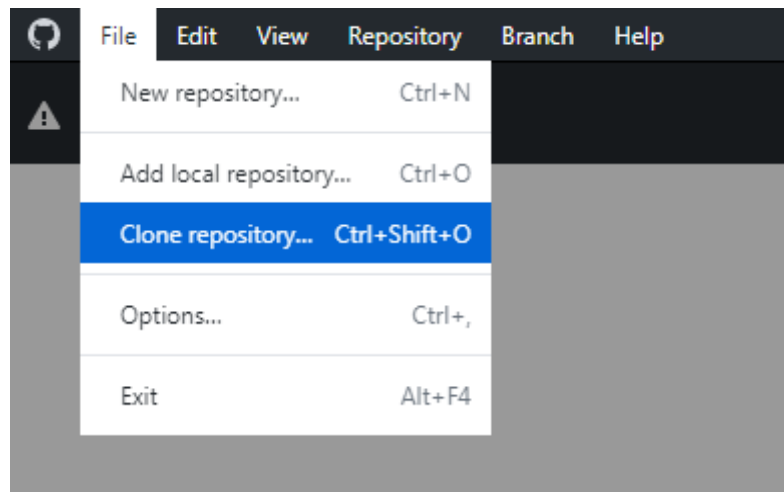 File Edit View Repository Branch Help
New repository... Ctrl+N
Add local repository... Ctrl+O
Clone repository... Ctrl+Shift+O
Options... Ctrl+,
Exit Alt+F4